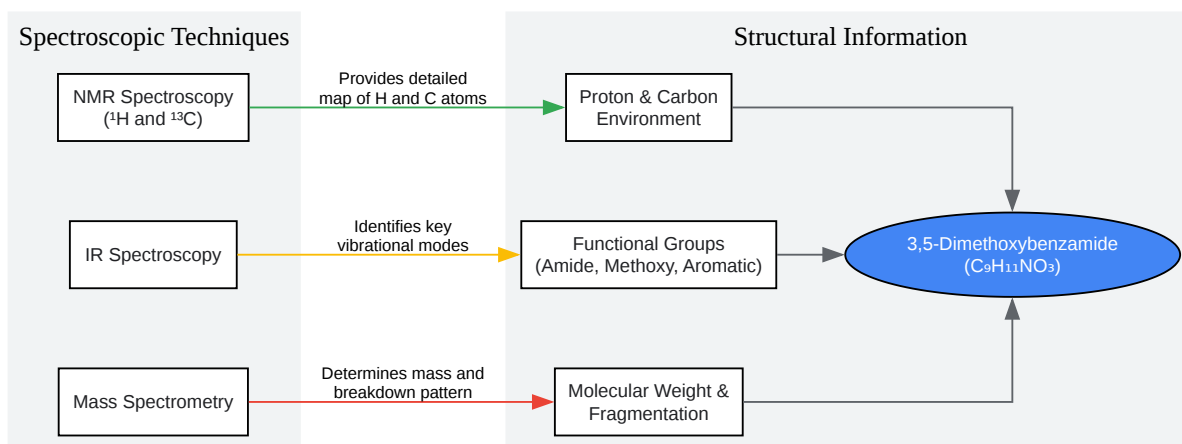 Spectroscopic Techniques
Structural Information
NMR Spectroscopy
(¹H and ¹³C)
Provides detailed
map of H and C atoms
Proton & Carbon
Environment
IR Spectroscopy
Identifies key
vibrational modes
Functional Groups
(Amide, Methoxy, Aromatic)
3,5-Dimethoxybenzamide
(C₉H₁₁NO₃)
Mass Spectrometry
Determines mass and
breakdown pattern
Molecular Weight &
Fragmentation